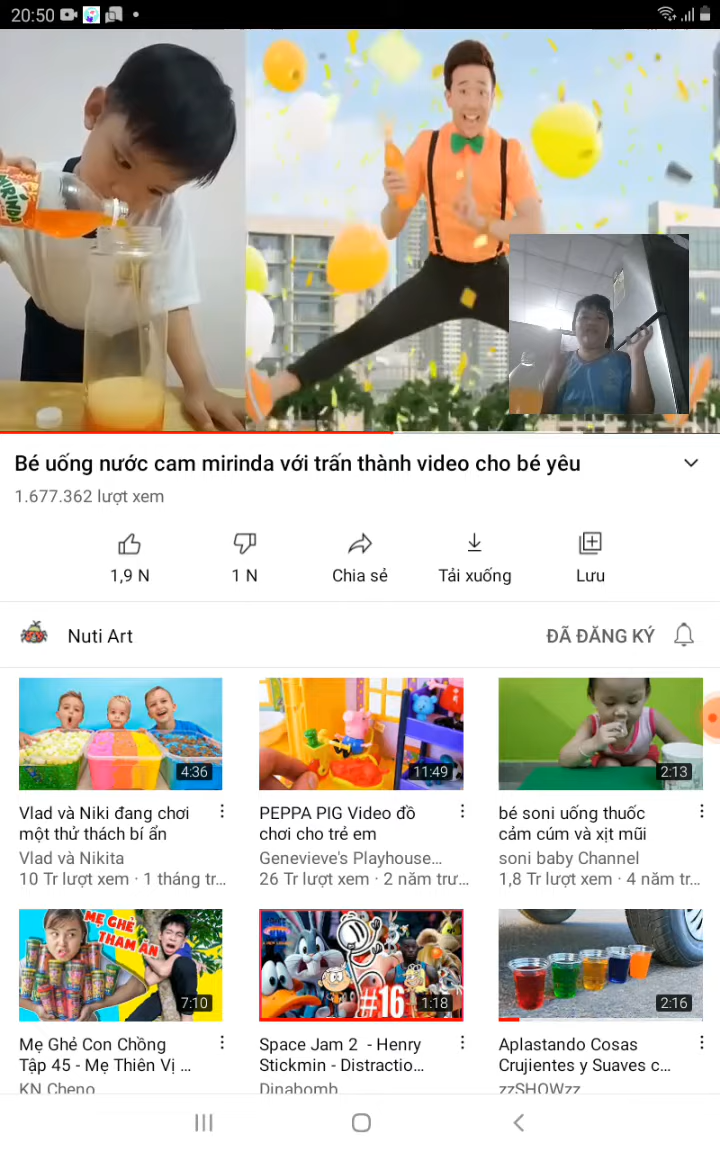 20:50
MIRINDA
Bé uống nước cam mirinda với trấn thành video cho bé yêu
1.677.362 lượt xem
1,9 N
1 N
Chia sẻ
Tải xuống
Lưu
Nuti Art
ĐÃ ĐĂNG KÝ
4:36
11:49
2:13
Vlad và Niki đang chơi
một thử thách bí ẩn
Vlad và Nikita
10 Tr lượt xem · 1 tháng tr...
PEPPA PIG Video đồ
chơi cho trẻ em
Genevieve's Playhouse...
26 Tr lượt xem · 2 năm trư...
bé soni uống thuốc
cảm cúm và xịt mũi
soni baby Channel
1,8 Tr lượt xem · 4 năm tr...
MẸ GHẺ
THAM ĂN
7:10
#16
1:18
2:16
Mẹ Ghẻ Con Chồng
Tập 45 - Mẹ Thiên Vị ...
KN Cheno
Space Jam 2 - Henry
Stickmin - Distractio...
Dinabomb
Aplastando Cosas
Crujientes y Suaves c...
zzSHOWzz